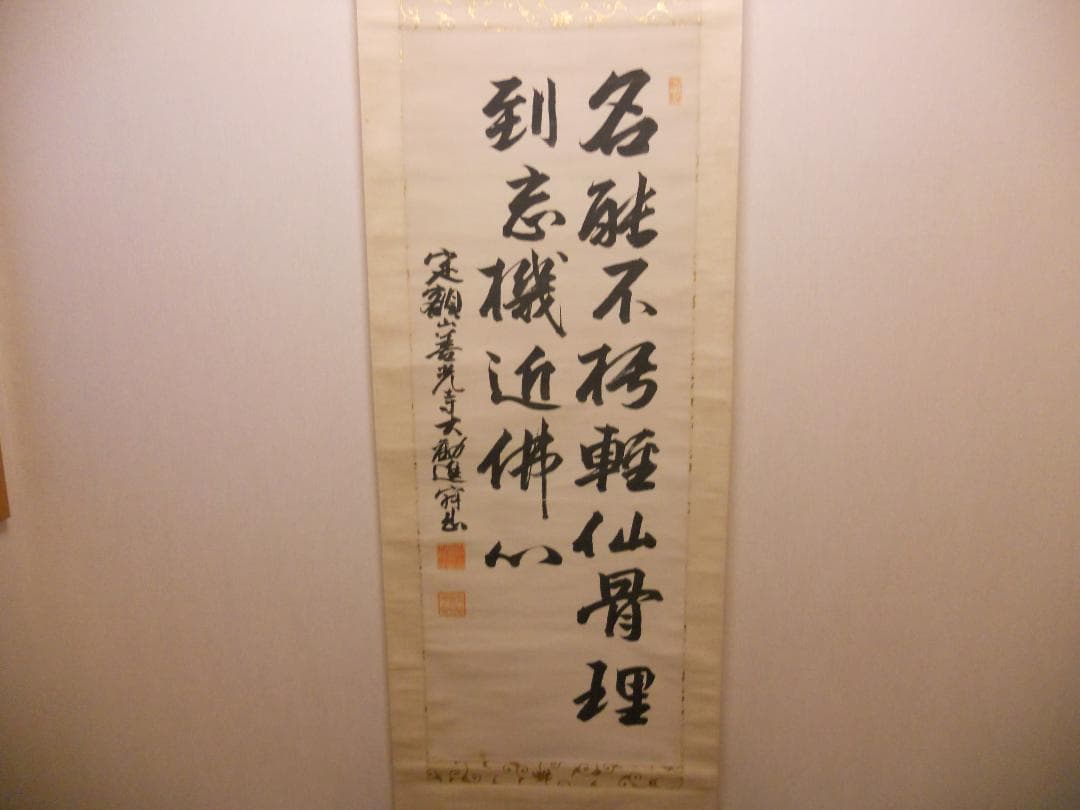 名能不朽輕仙骨理
到忘機近佛心
定額山善光寺大勧進